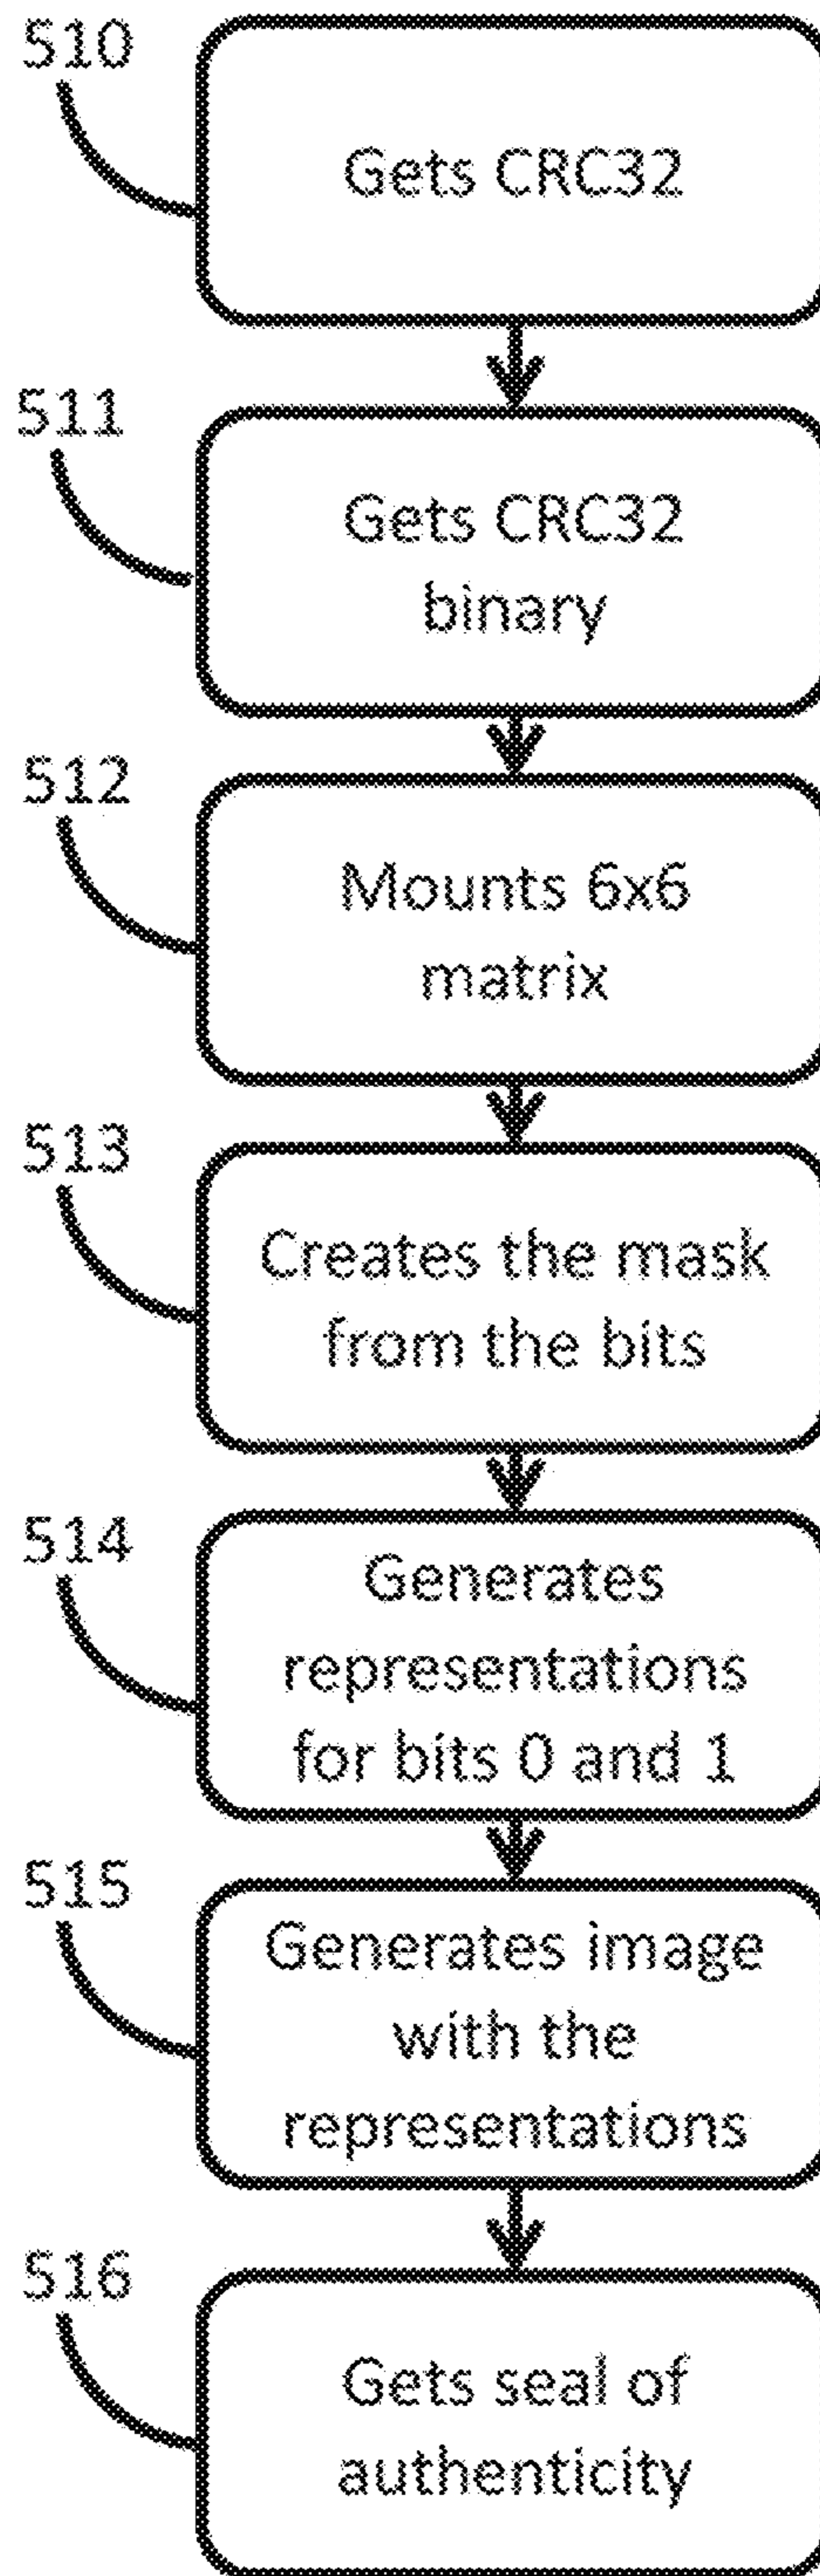 510
Gets CRC32
511
Gets CRC32
binary
512
Mounts 6x6
matrix
513
Creates the mask
from the bits
514
Generates
representations
for bits 0 and 1
515
Generates image
with the
representations
516
Gets seal of
authenticity